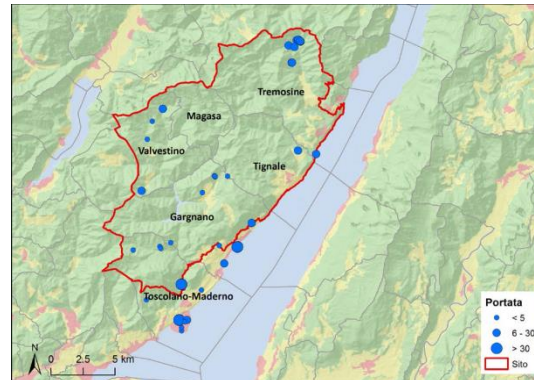 Tremosine
Magasa
Valvestino
Tignale
Gargnano
Toscolano-Maderno
N
0 2.5 5 km
Portata
< 5
6 - 30
> 30
Sito